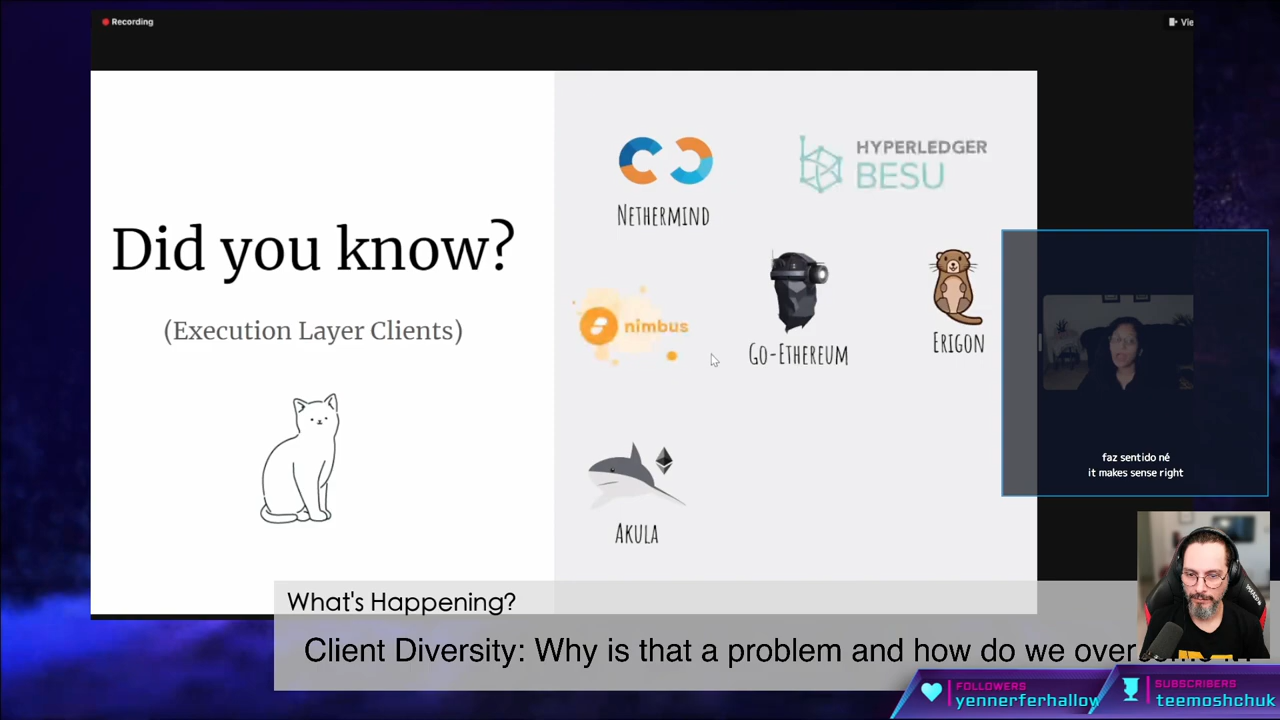 Recording
Vie
Did you know?
(Execution Layer Clients)
NETHERMIND
HYPERLEDGER
BESU
nimbus
GO-ETHEREUM
ERIGON
AKULA
faz sentido né
it makes sense right
What's Happening?
Client Diversity: Why is that a problem and how do we
FOLLOWERS
yennerferhallow
SUBSCRIBERS
teemoshchuk